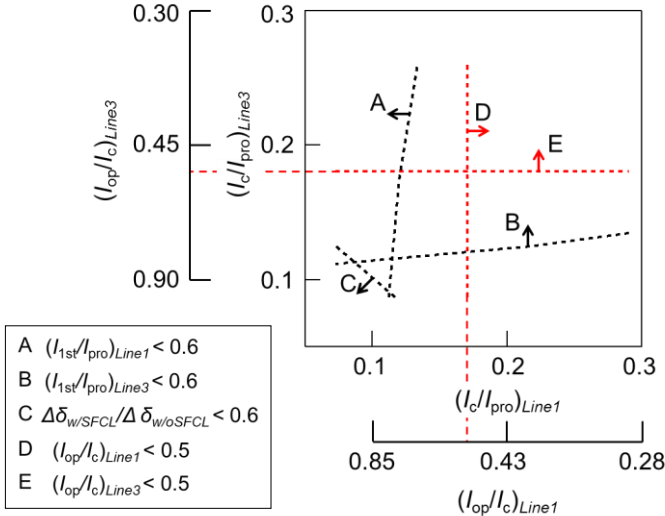 0.30
0.45
0.90
(Iop/Ic)Line3
0.3
0.2
0.1
(Ic/Ipro)Line3
A
D
E
B
C
0.1
0.2
0.3
(Ic/Ipro)Line1
0.85
0.43
0.28
(Iop/Ic)Line1
A (I1st/Ipro)Line1 < 0.6
B (I1st/Ipro)Line3 < 0.6
C Δδw/SFCL/Δ δw/oSFCL < 0.6
D (Iop/Ic)Line1 < 0.5
E (Iop/Ic)Line3 < 0.5